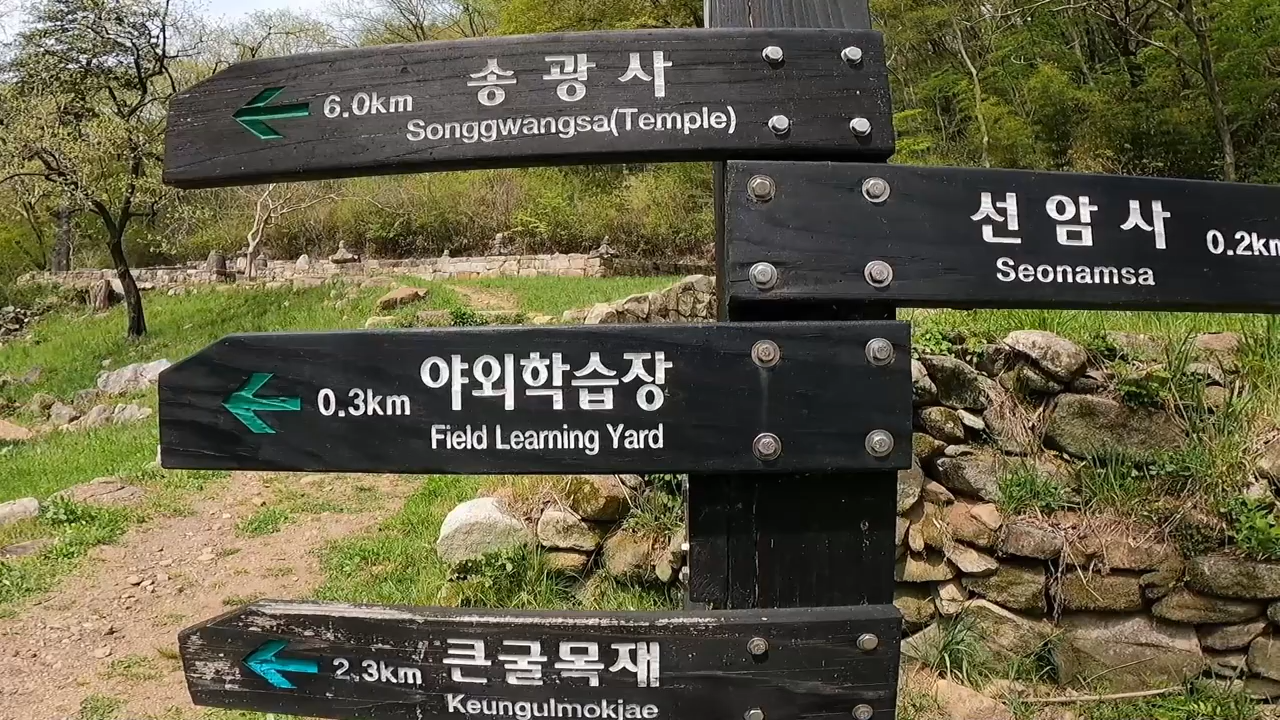 송광사
6.0km
Songgwangsa(Temple)
선암사
0.2km
Seonamsa
야외학습장
0.3km
Field Learning Yard
큰굴목재
2.3km
Keungulmokjae